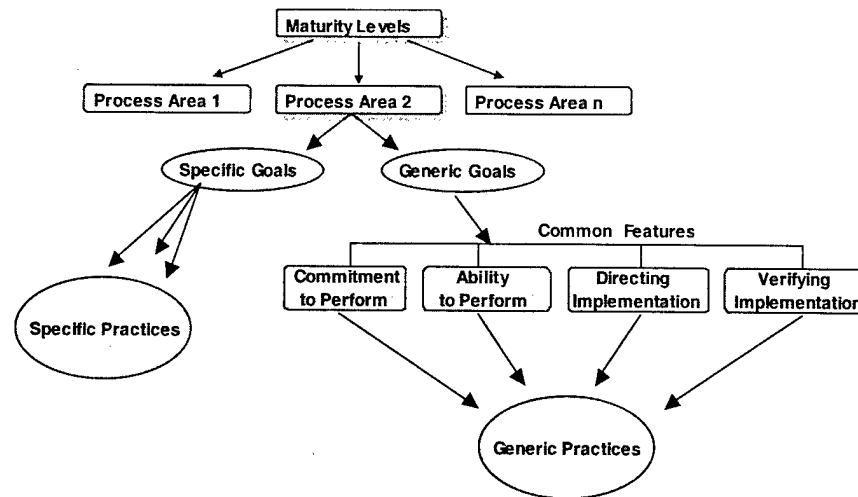 Maturity Levels
Process Area 1
Process Area 2
Process Area n
Specific Goals
Generic Goals
Common Features
Commitment
to Perform
Ability
to Perform
Directing
Implementation
Verifying
Implementation
Specific Practices
Generic Practices